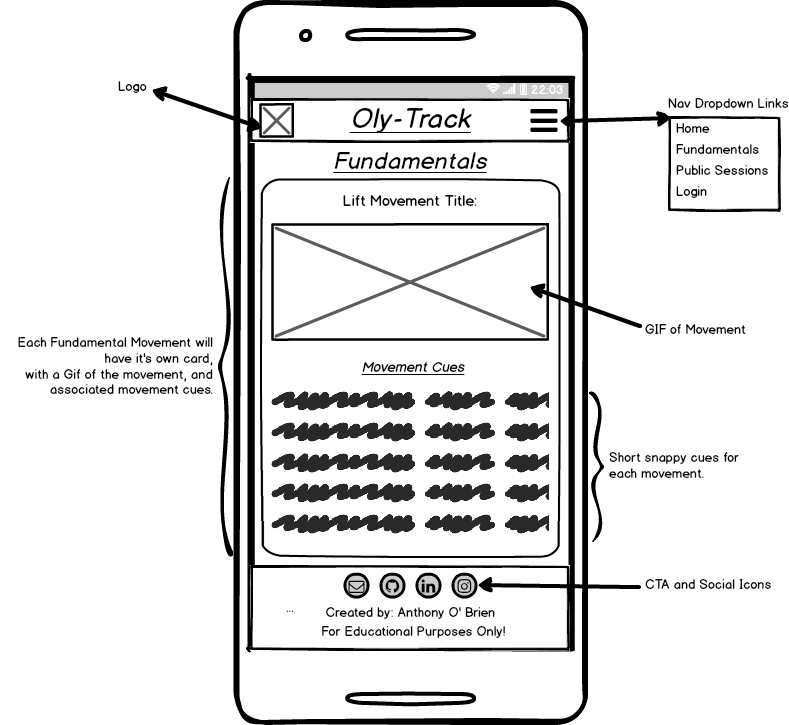 22:03
Logo
Oly-Track
Nav Dropdown Links
Home
Fundamentals
Public Sessions
Login
Fundamentals
Lift Movement Title:
GIF of Movement
Each Fundamental Movement will
have it's own card,
with a Gif of the movement, and
associated movement cues.
Movement Cues
Short snappy cues for
each movement.
in
CTA and Social Icons
...
Created by: Anthony O' Brien
For Educational Purposes Only!